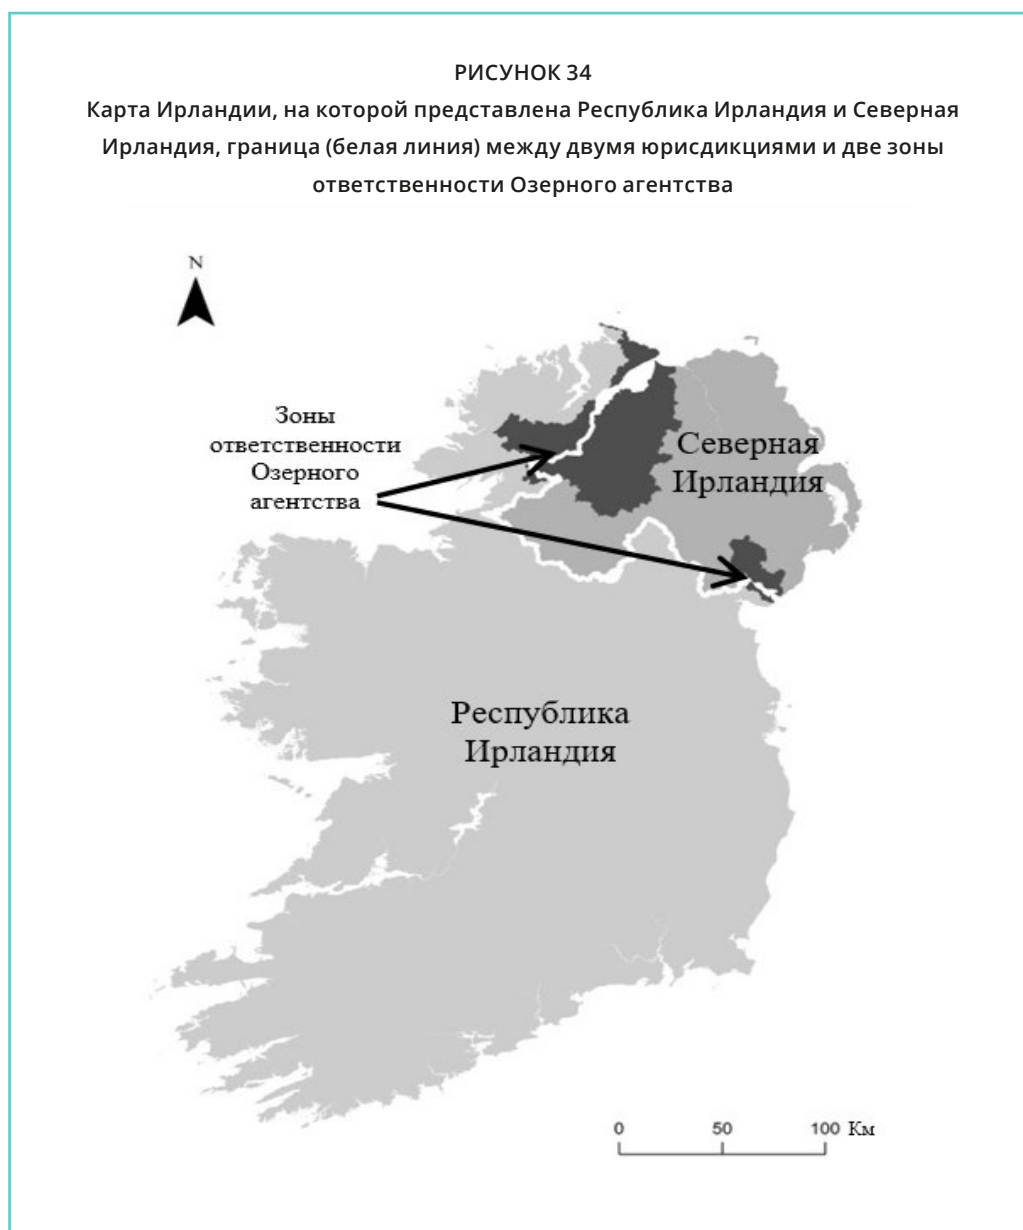 РИСУНОК 34
Карта Ирландии, на которой представлена Республика Ирландия и Северная
Ирландия, граница (белая линия) между двумя юрисдикциями и две зоны
ответственности Озерного агентства
N
Зоны
ответственности
Озерного
агентства
Северная
Ирландия
Республика
Ирландия
0 50 100 Км